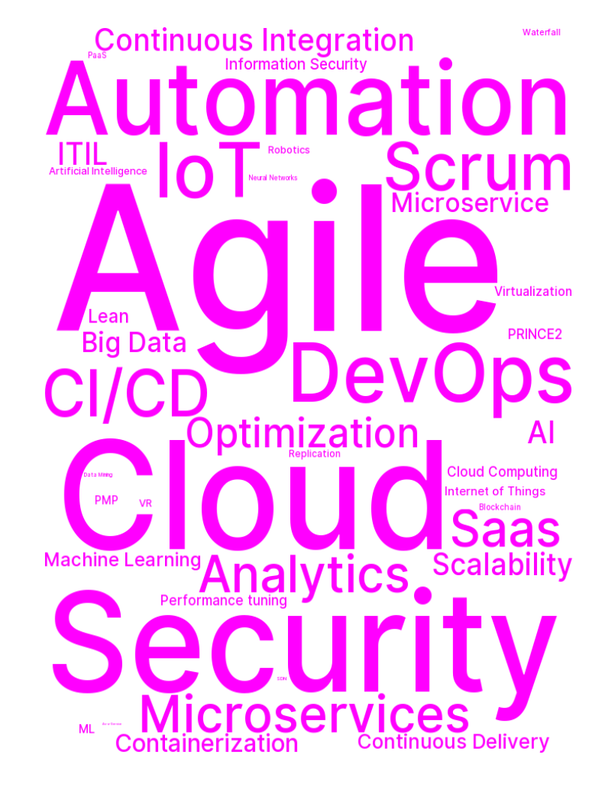 Waterfall
Continuous Integration
PaaS
Information Security
Automation
ITIL
IoT
Robotics
Scrum
Artificial Intelligence
Neural Networks
Microservice
Agile
Virtualization
Lean
PRINCE2
Big Data
DevOps
CI/CD
Optimization
AI
Replication
Cloud
Data Mining
Cloud Computing
PMP
VR
Internet of Things
Blockchain
Saas
Machine Learning
Analytics
Scalability
Performance tuning
Security
Microservices
ML
Containerization
Continuous Delivery